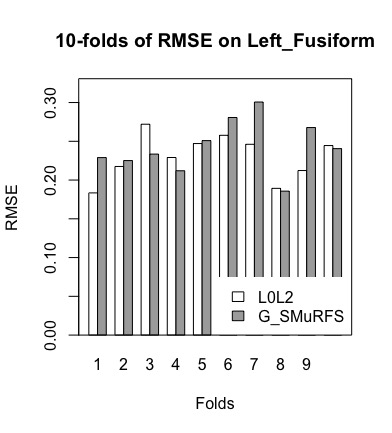 10-folds of RMSE on Left_Fusiform
RMSE
0.30
0.20
0.10
0.00
L0L2
G_SMuRFS
1 2 3 4 5 6 7 8 9
Folds